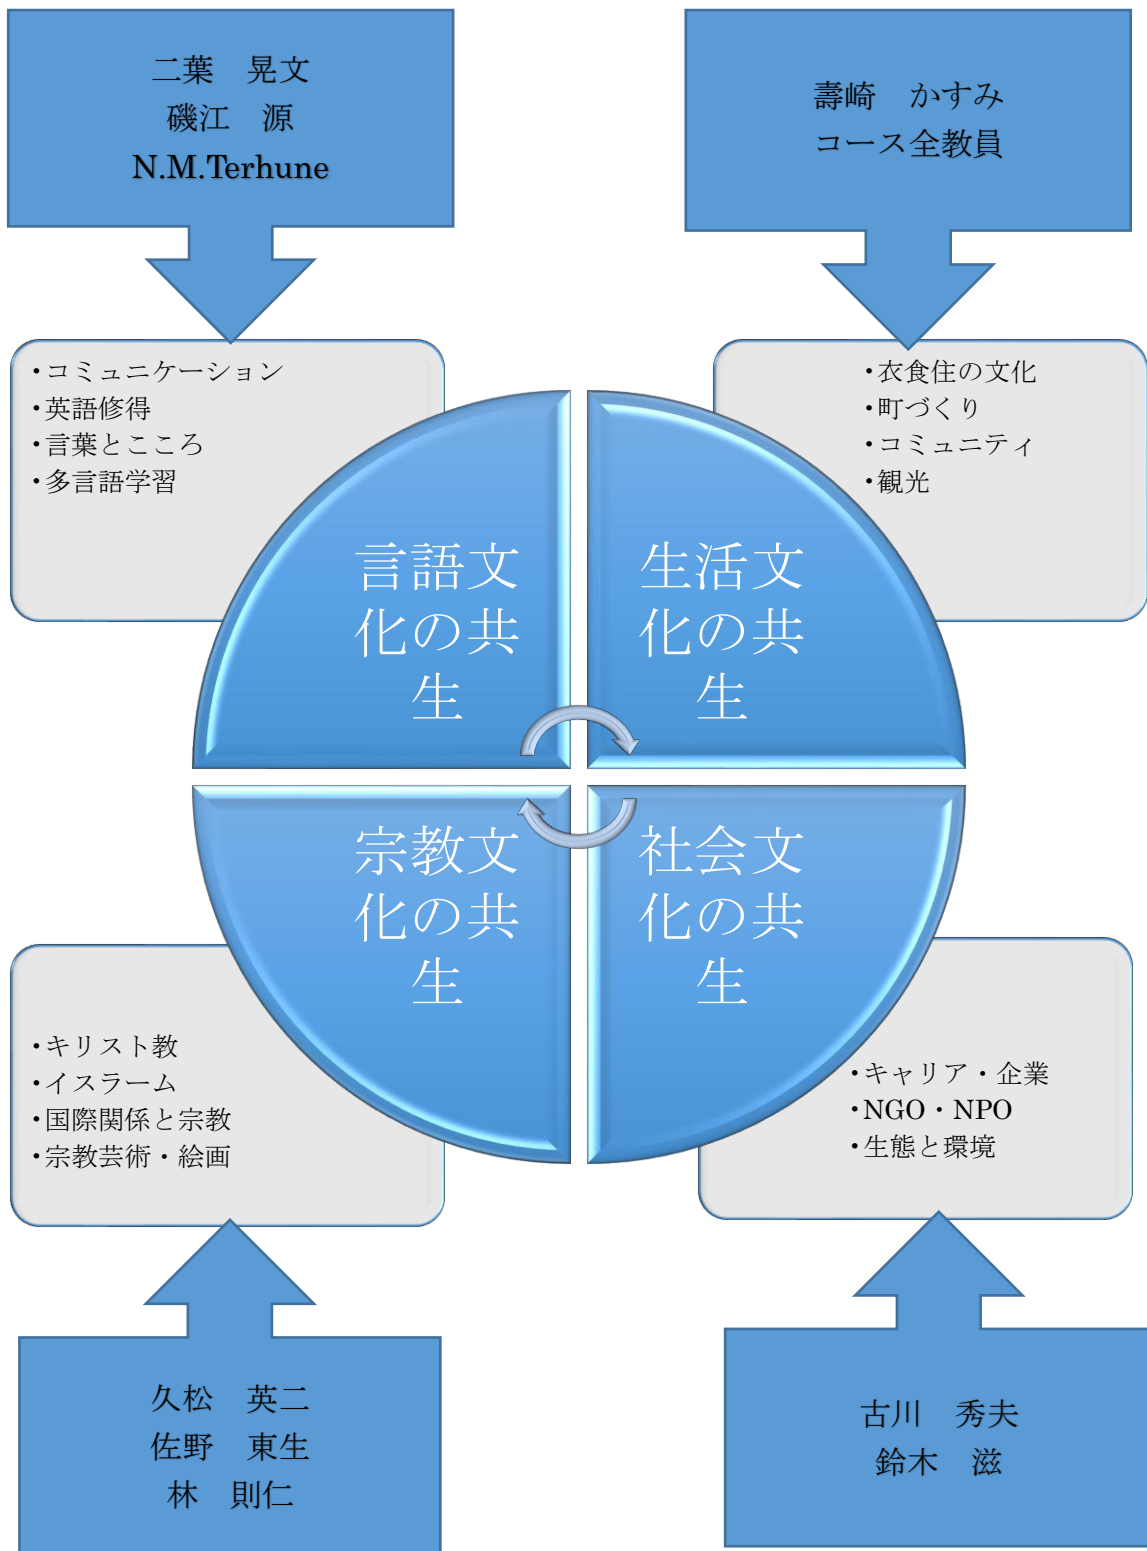 二葉　晃文
磯江　源
N.M.Terhune
壽崎　かすみ
コース全教員
・コミュニケーション
・英語修得
・言葉とこころ
・多言語学習
・衣食住の文化
・町づくり
・コミュニティ
・観光
言語文
化の共
生
生活文
化の共
生
宗教文
化の共
生
社会文
化の共
生
・キリスト教
・イスラーム
・国際関係と宗教
・宗教芸術・絵画
・キャリア・企業
・NGO・NPO
・生態と環境
久松　英二
佐野　東生
林　則仁
古川　秀夫
鈴木　滋